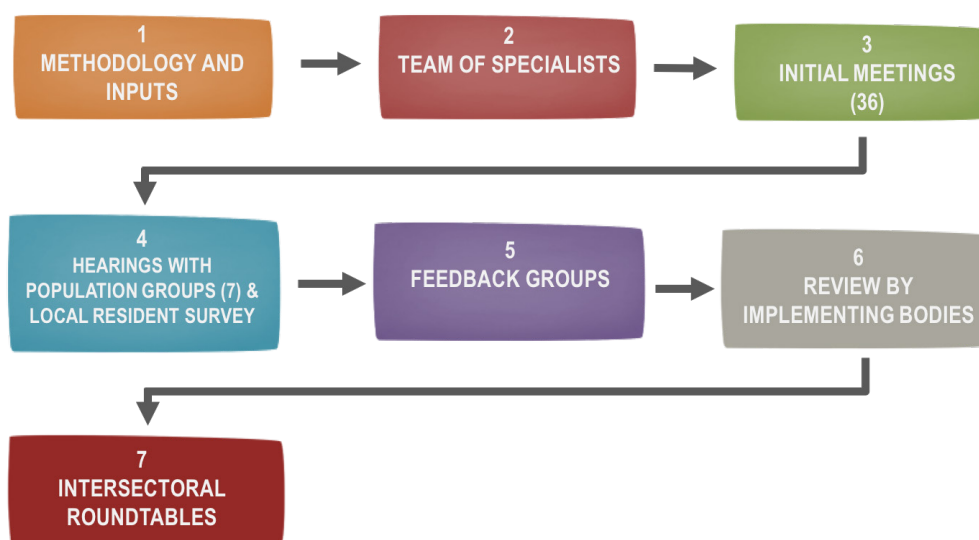 1
METHODOLOGY AND
INPUTS
2
TEAM OF SPECIALISTS
3
INITIAL MEETINGS
(36)
4
HEARINGS WITH
POPULATION GROUPS (7) &
LOCAL RESIDENT SURVEY
5
FEEDBACK GROUPS
6
REVIEW BY
IMPLEMENTING BODIES
7
INTERSECTORAL
ROUNDTABLES